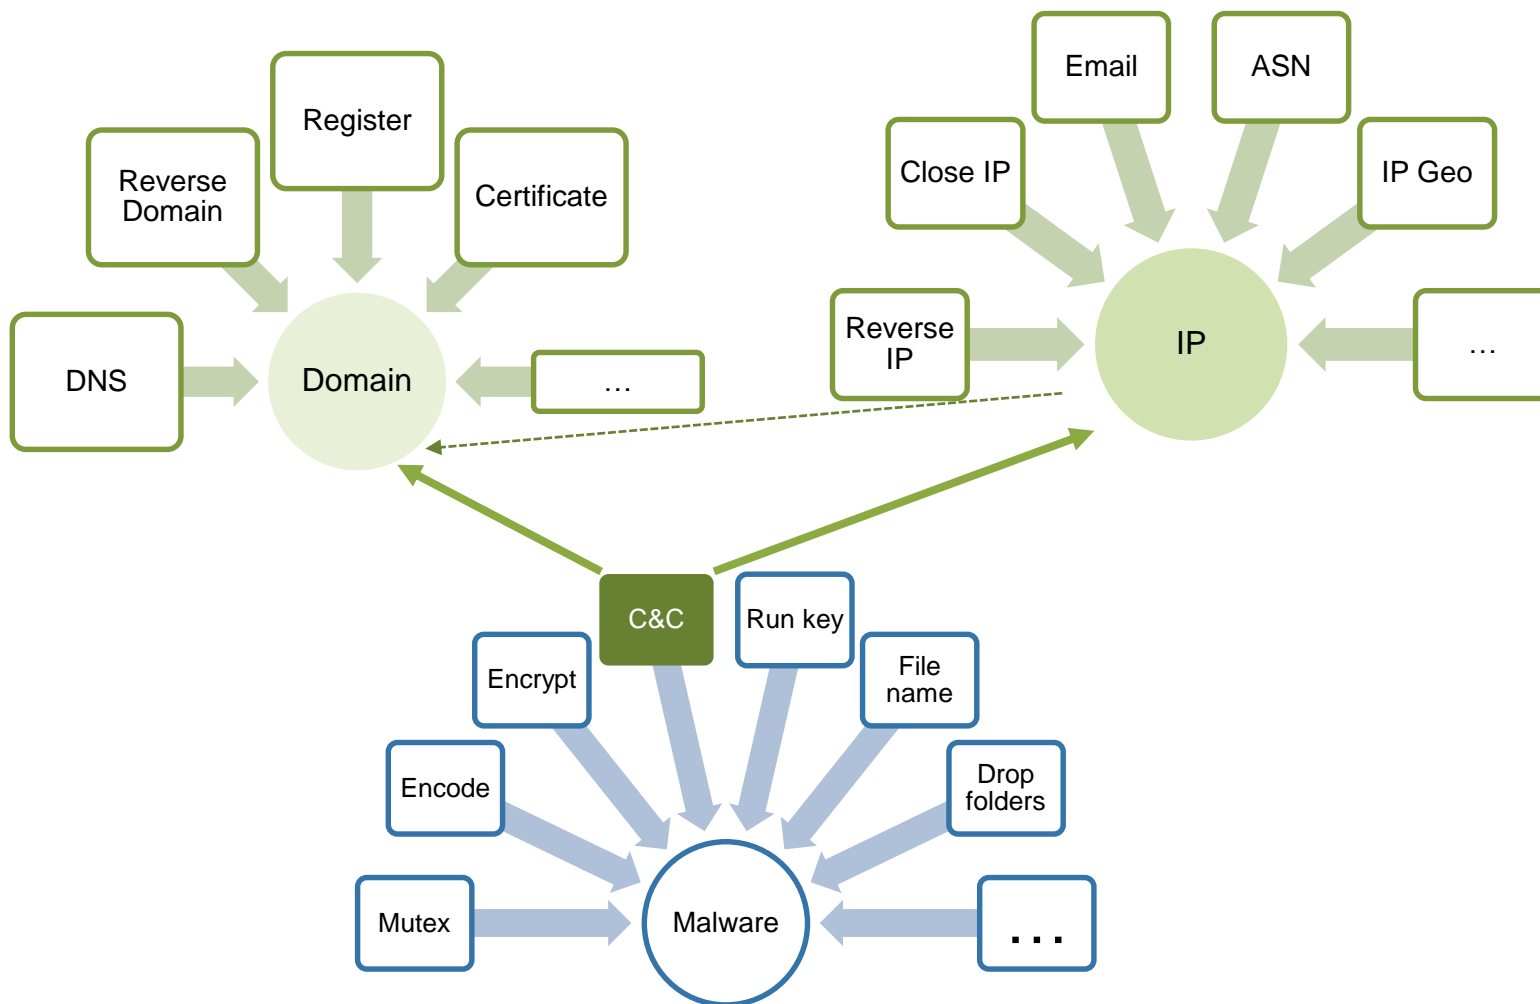 Email
ASN
Register
Close IP
IP Geo
Reverse
Domain
Certificate
Reverse
IP
IP
…
DNS
Domain
…
C&C
Run key
Encrypt
File
name
Encode
Drop
folders
Mutex
Malware
...